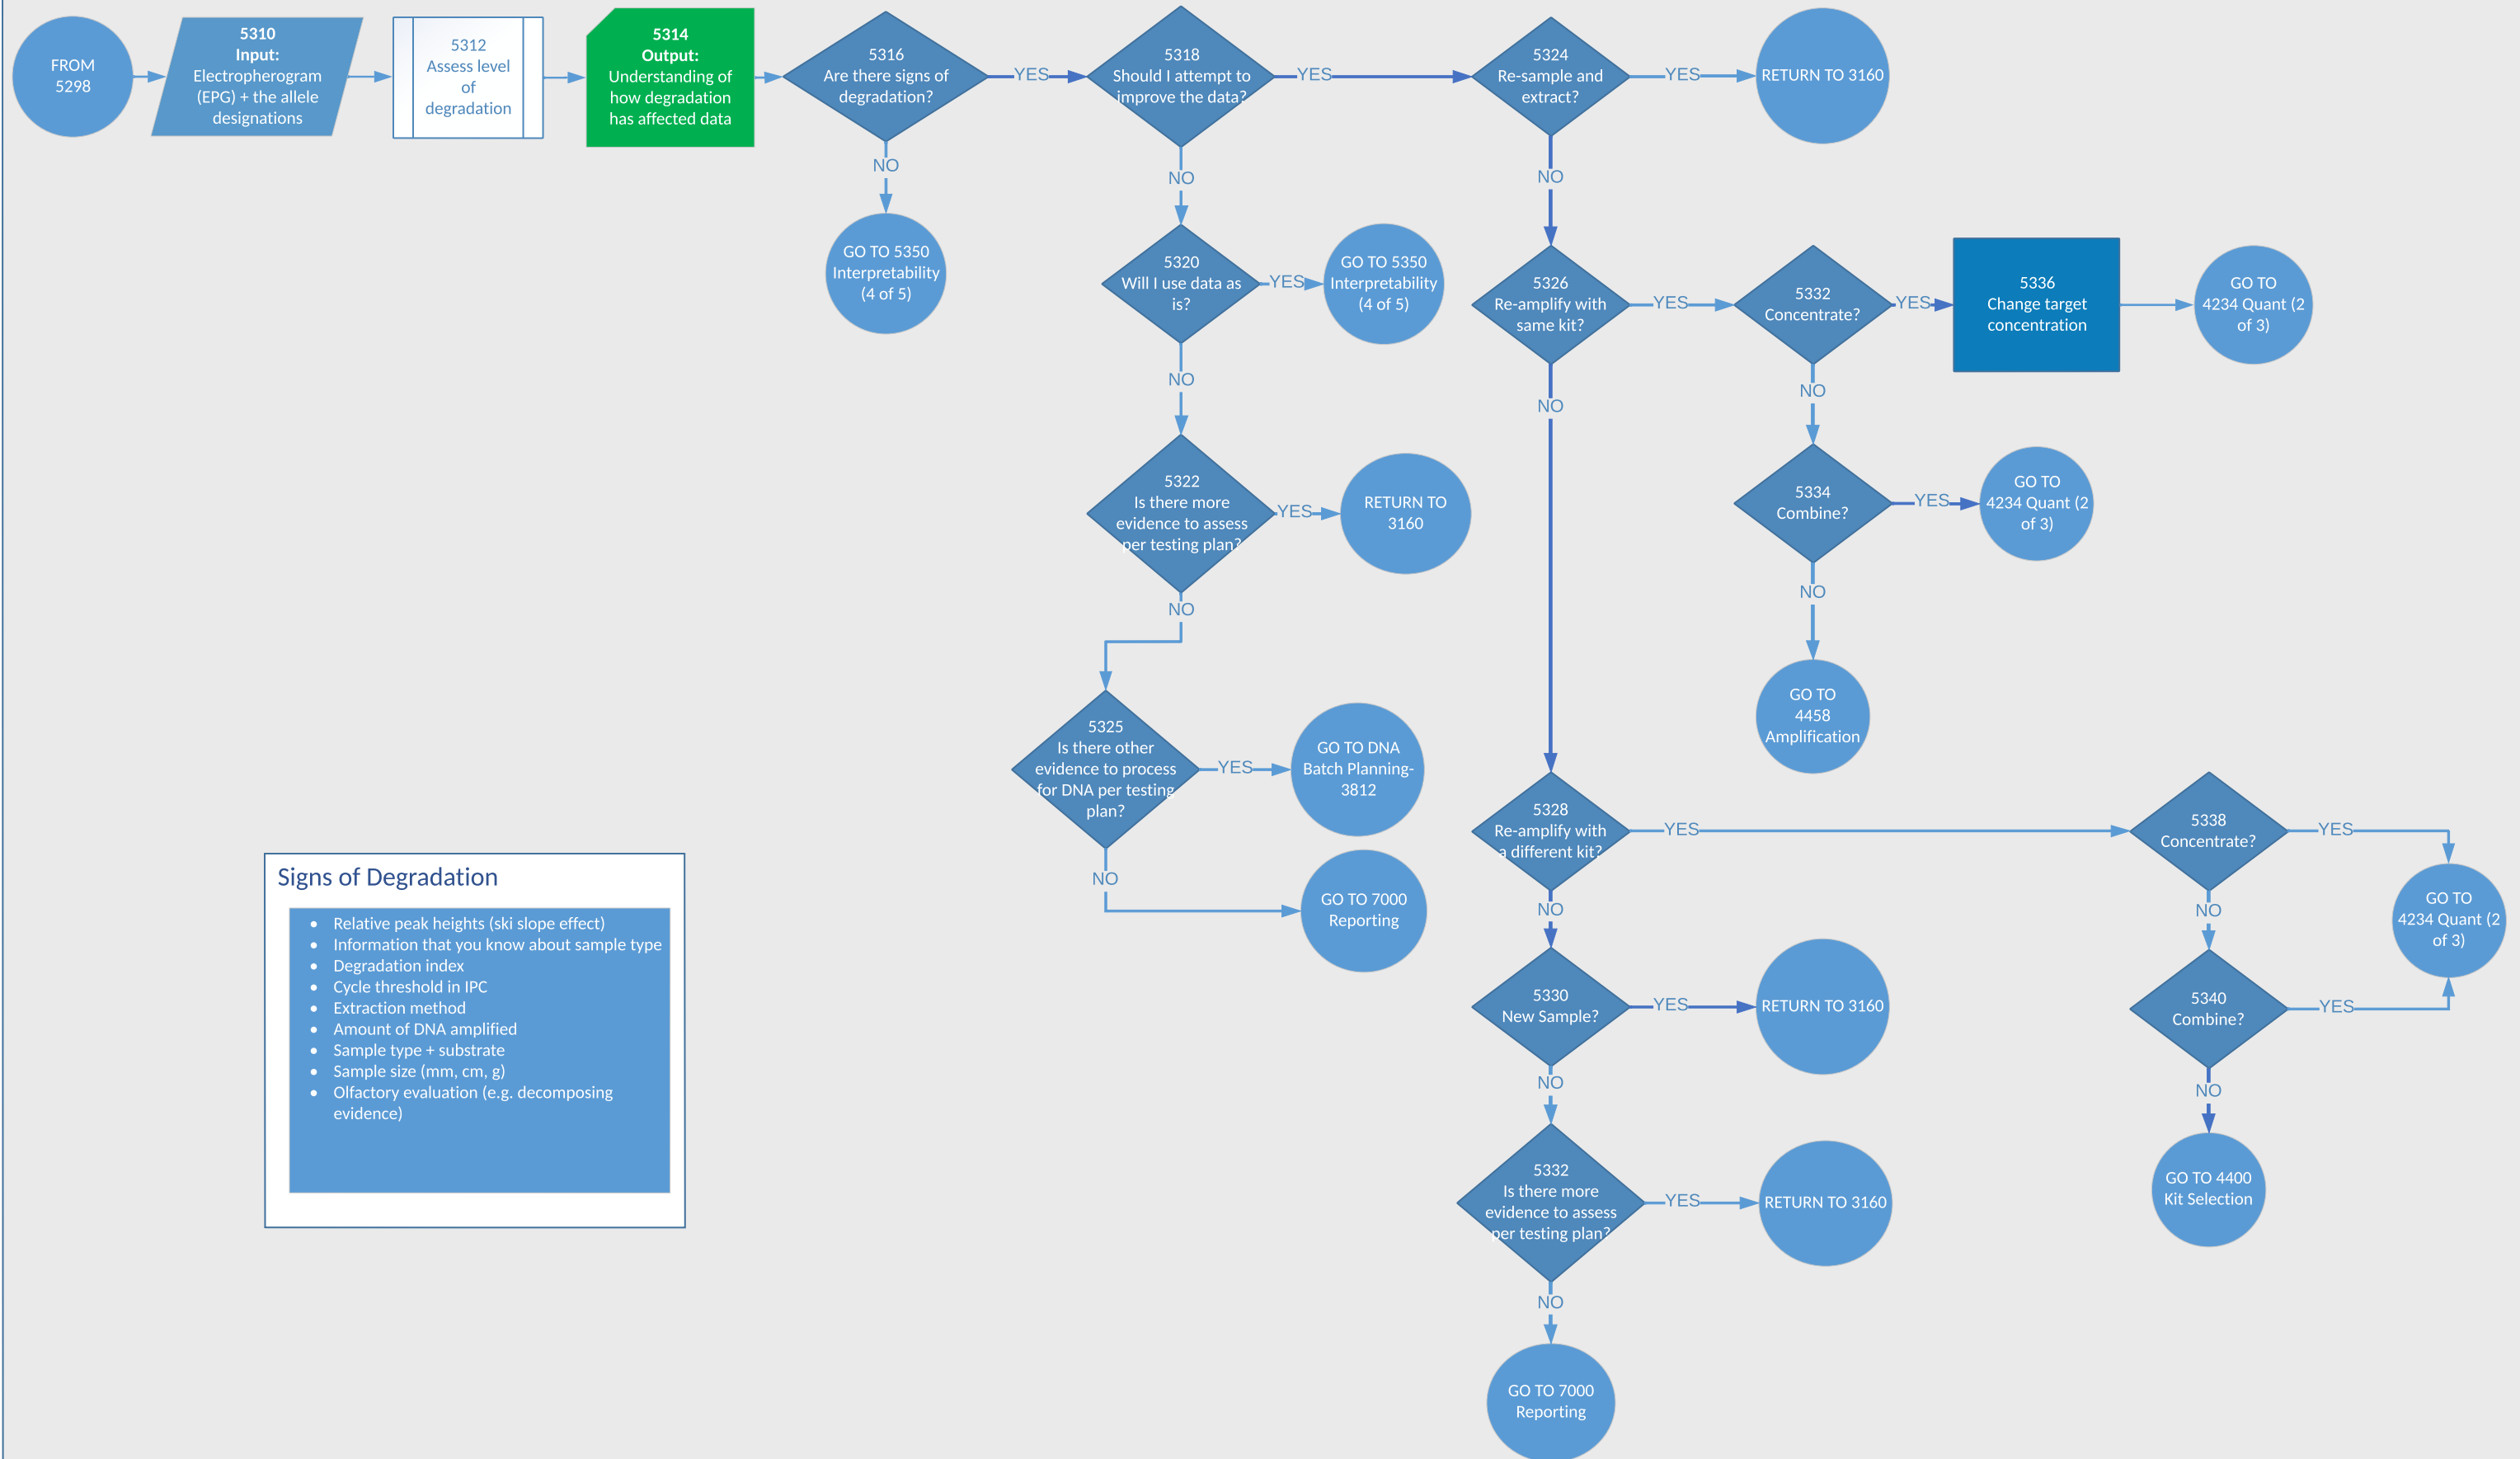 FROM
5298
5310
Input:
Electropherogram
(EPG) + the allele
designations
5312
Assess level
of
degradation
5314
Output:
Understanding of
how degradation
has affected data
5316
Are there signs of
degradation?
YES
5318
Should I attempt to
improve the data?
YES
5324
Re-sample and
extract?
YES
RETURN TO 3160
NO
NO
NO
GO TO 5350
Interpretability
(4 of 5)
5320
Will I use data as
is?
YES
GO TO 5350
Interpretability
(4 of 5)
5326
Re-amplify with
same kit?
YES
5332
Concentrate?
YES
5336
Change target
concentration
GO TO
4234 Quant (2
of 3)
NO
NO
NO
5322
Is there more
evidence to assess
per testing plan?
YES
RETURN TO
3160
5334
Combine?
YES
GO TO
4234 Quant (2
of 3)
NO
NO
5325
Is there other
evidence to process
for DNA per testing
plan?
YES
GO TO DNA
Batch Planning-
3812
GO TO
4458
Amplification
NO
GO TO 7000
Reporting
5328
Re-amplify with
a different kit?
YES
5338
Concentrate?
YES
NO
NO
GO TO
4234 Quant (2
of 3)
5330
New Sample?
YES
RETURN TO 3160
5340
Combine?
YES
NO
NO
5332
Is there more
evidence to assess
per testing plan?
YES
RETURN TO 3160
GO TO 4400
Kit Selection
NO
GO TO 7000
Reporting
Signs of Degradation
• Relative peak heights (ski slope effect)
• Information that you know about sample type
• Degradation index
• Cycle threshold in IPC
• Extraction method
• Amount of DNA amplified
• Sample type + substrate
• Sample size (mm, cm, g)
• Olfactory evaluation (e.g. decomposing
evidence)